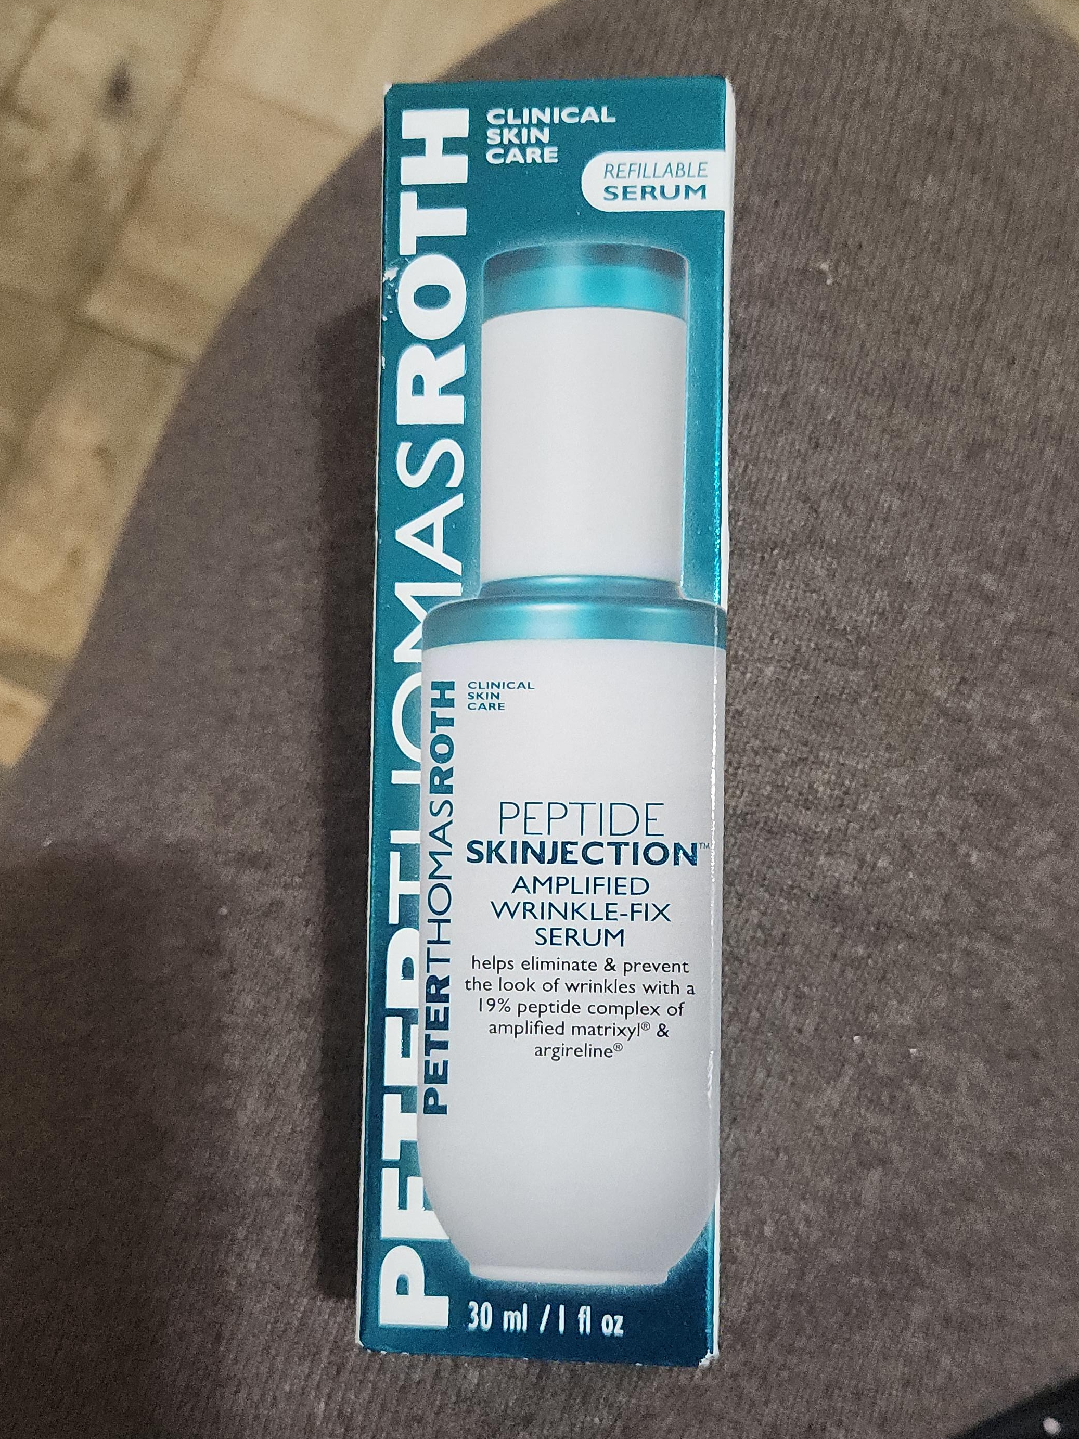 PETERTHOMASROTH
CLINICAL
SKIN
CARE
REFILLABLE
SERUM
PETERTHOMASROTH
CLINICAL
SKIN
CARE
PEPTIDE
SKINJECTION™
AMPLIFIED
WRINKLE-FIX
SERUM
helps eliminate & prevent
the look of wrinkles with a
19% peptide complex of
amplified matrixyl® &
argireline®
30 ml / 1 fl oz